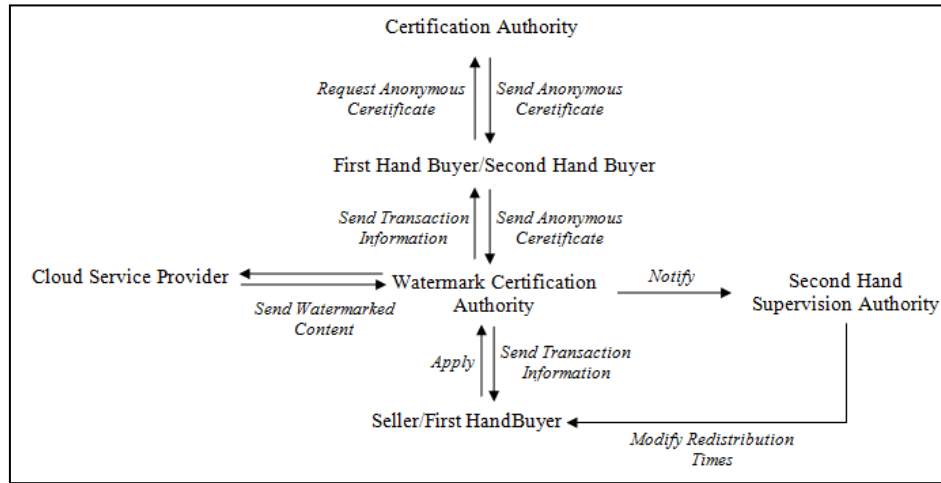 Certification Authority
Request Anonymous
Ceretificate
Send Anonymous
Ceretificate
First Hand Buyer/Second Hand Buyer
Send Transaction
Information
Send Anonymous
Ceretificate
Cloud Service Provider
Send Watermarked
Content
Watermark Certification
Authority
Notify
Second Hand
Supervision Authority
Apply
Send Transaction
Information
Seller/First HandBuyer
Modify Redistribution
Times